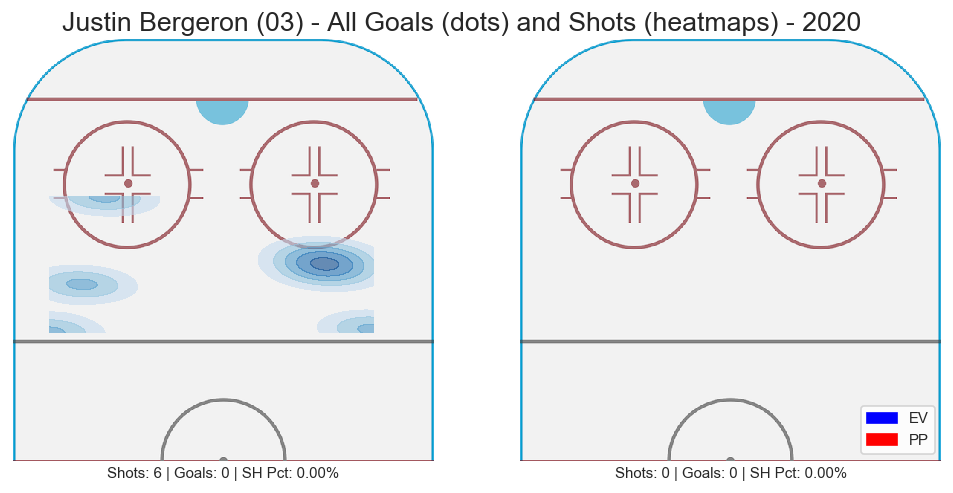 Justin Bergeron (03) - All Goals (dots) and Shots (heatmaps) - 2020
EV
PP
Shots: 6 | Goals: 0 | SH Pct: 0.00%
Shots: 0 | Goals: 0 | SH Pct: 0.00%